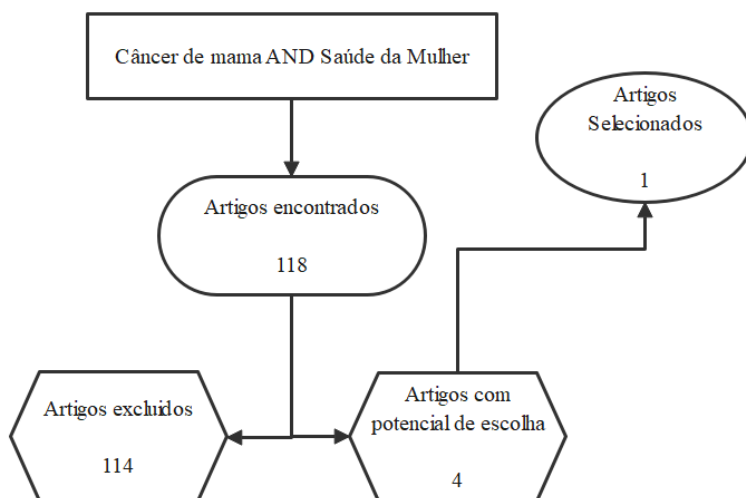 Câncer de mama AND Saúde da Mulher
Artigos encontrados
118
Artigos excluidos
114
Artigos com
potencial de escolha
4
Artigos
Selecionados
1